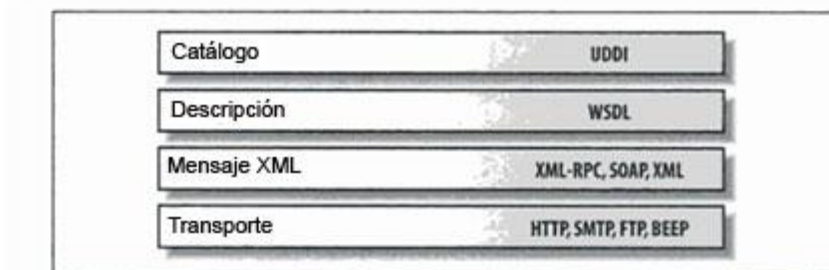 Catálogo UDDI
Descripción WSDL
Mensaje XML XML-RPC, SOAP, XML
Transporte HTTP, SMTP, FTP, BEEP